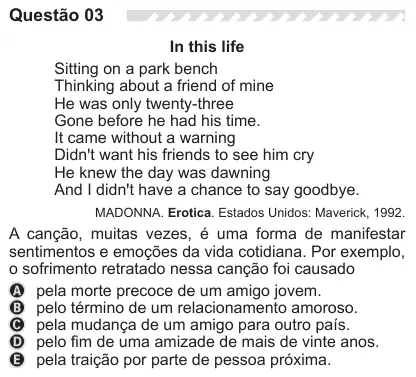 Questão 03
In this life
Sitting on a park bench
Thinking about a friend of mine
He was only twenty-three
Gone before he had his time.
It came without a warning
Didn't want his friends to see him cry
He knew the day was dawning
And I didn't have a chance to say goodbye.
MADONNA. Erotica. Estados Unidos: Maverick, 1992.
A canção, muitas vezes, é uma forma de manifestar
sentimentos e emoções da vida cotidiana. Por exemplo,
o sofrimento retratado nessa canção foi causado
A pela morte precoce de um amigo jovem.
B pelo término de um relacionamento amoroso.
C pela mudança de um amigo para outro país.
D pelo fim de uma amizade de mais de vinte anos.
E pela traição por parte de pessoa próxima.